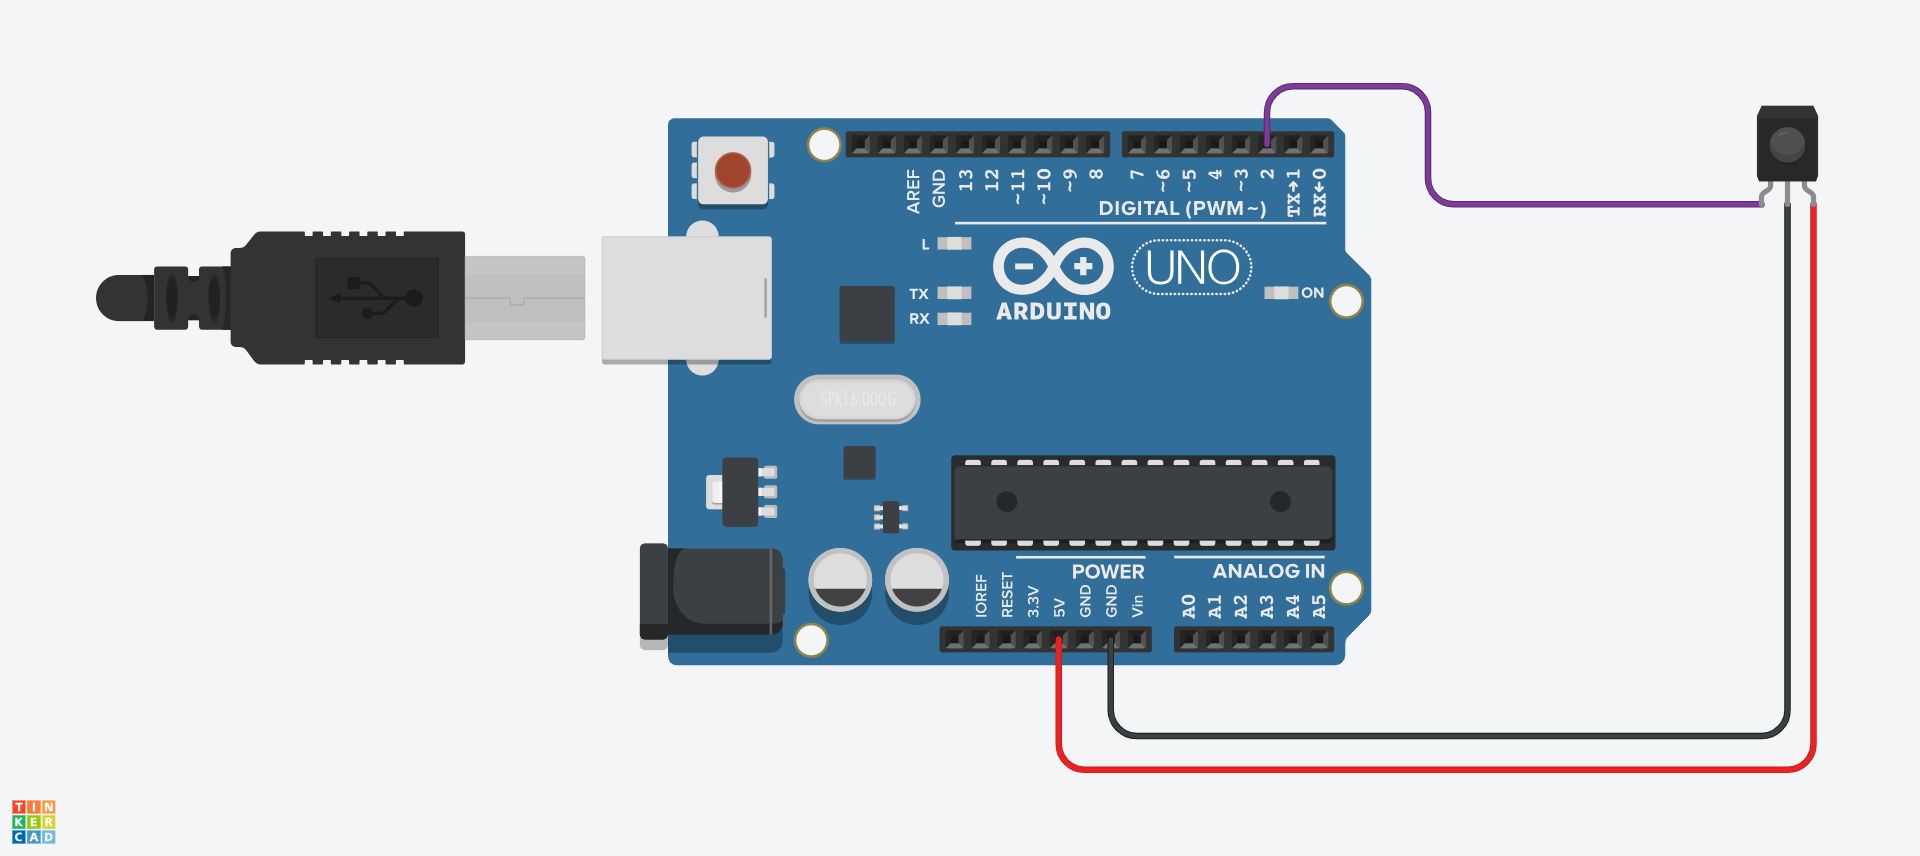 AREF
GND
13
12
~11
~10
~9
8
7
~6
~5
4
~3
2
TX→1
RX←0
DIGITAL (PWM~)
L
TX
RX
ARDUINO
UNO
ON
SPK16.000G
POWER
ANALOG IN
IOREF
RESET
3.3V
5V
GND
GND
Vin
A0
A1
A2
A3
A4
A5
TIN
KER
CAD